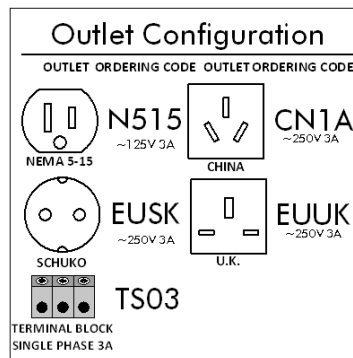 Outlet Configuration
OUTLET ORDERING CODE OUTLET ORDERING CODE
N515
~125V 3A
NEMA 5-15
CN1A
~250V 3A
CHINA
EUSK
~250V 3A
SCHUKO
EUUK
~250V 3A
U.K.
TS03
TERMINAL BLOCK
SINGLE PHASE 3A